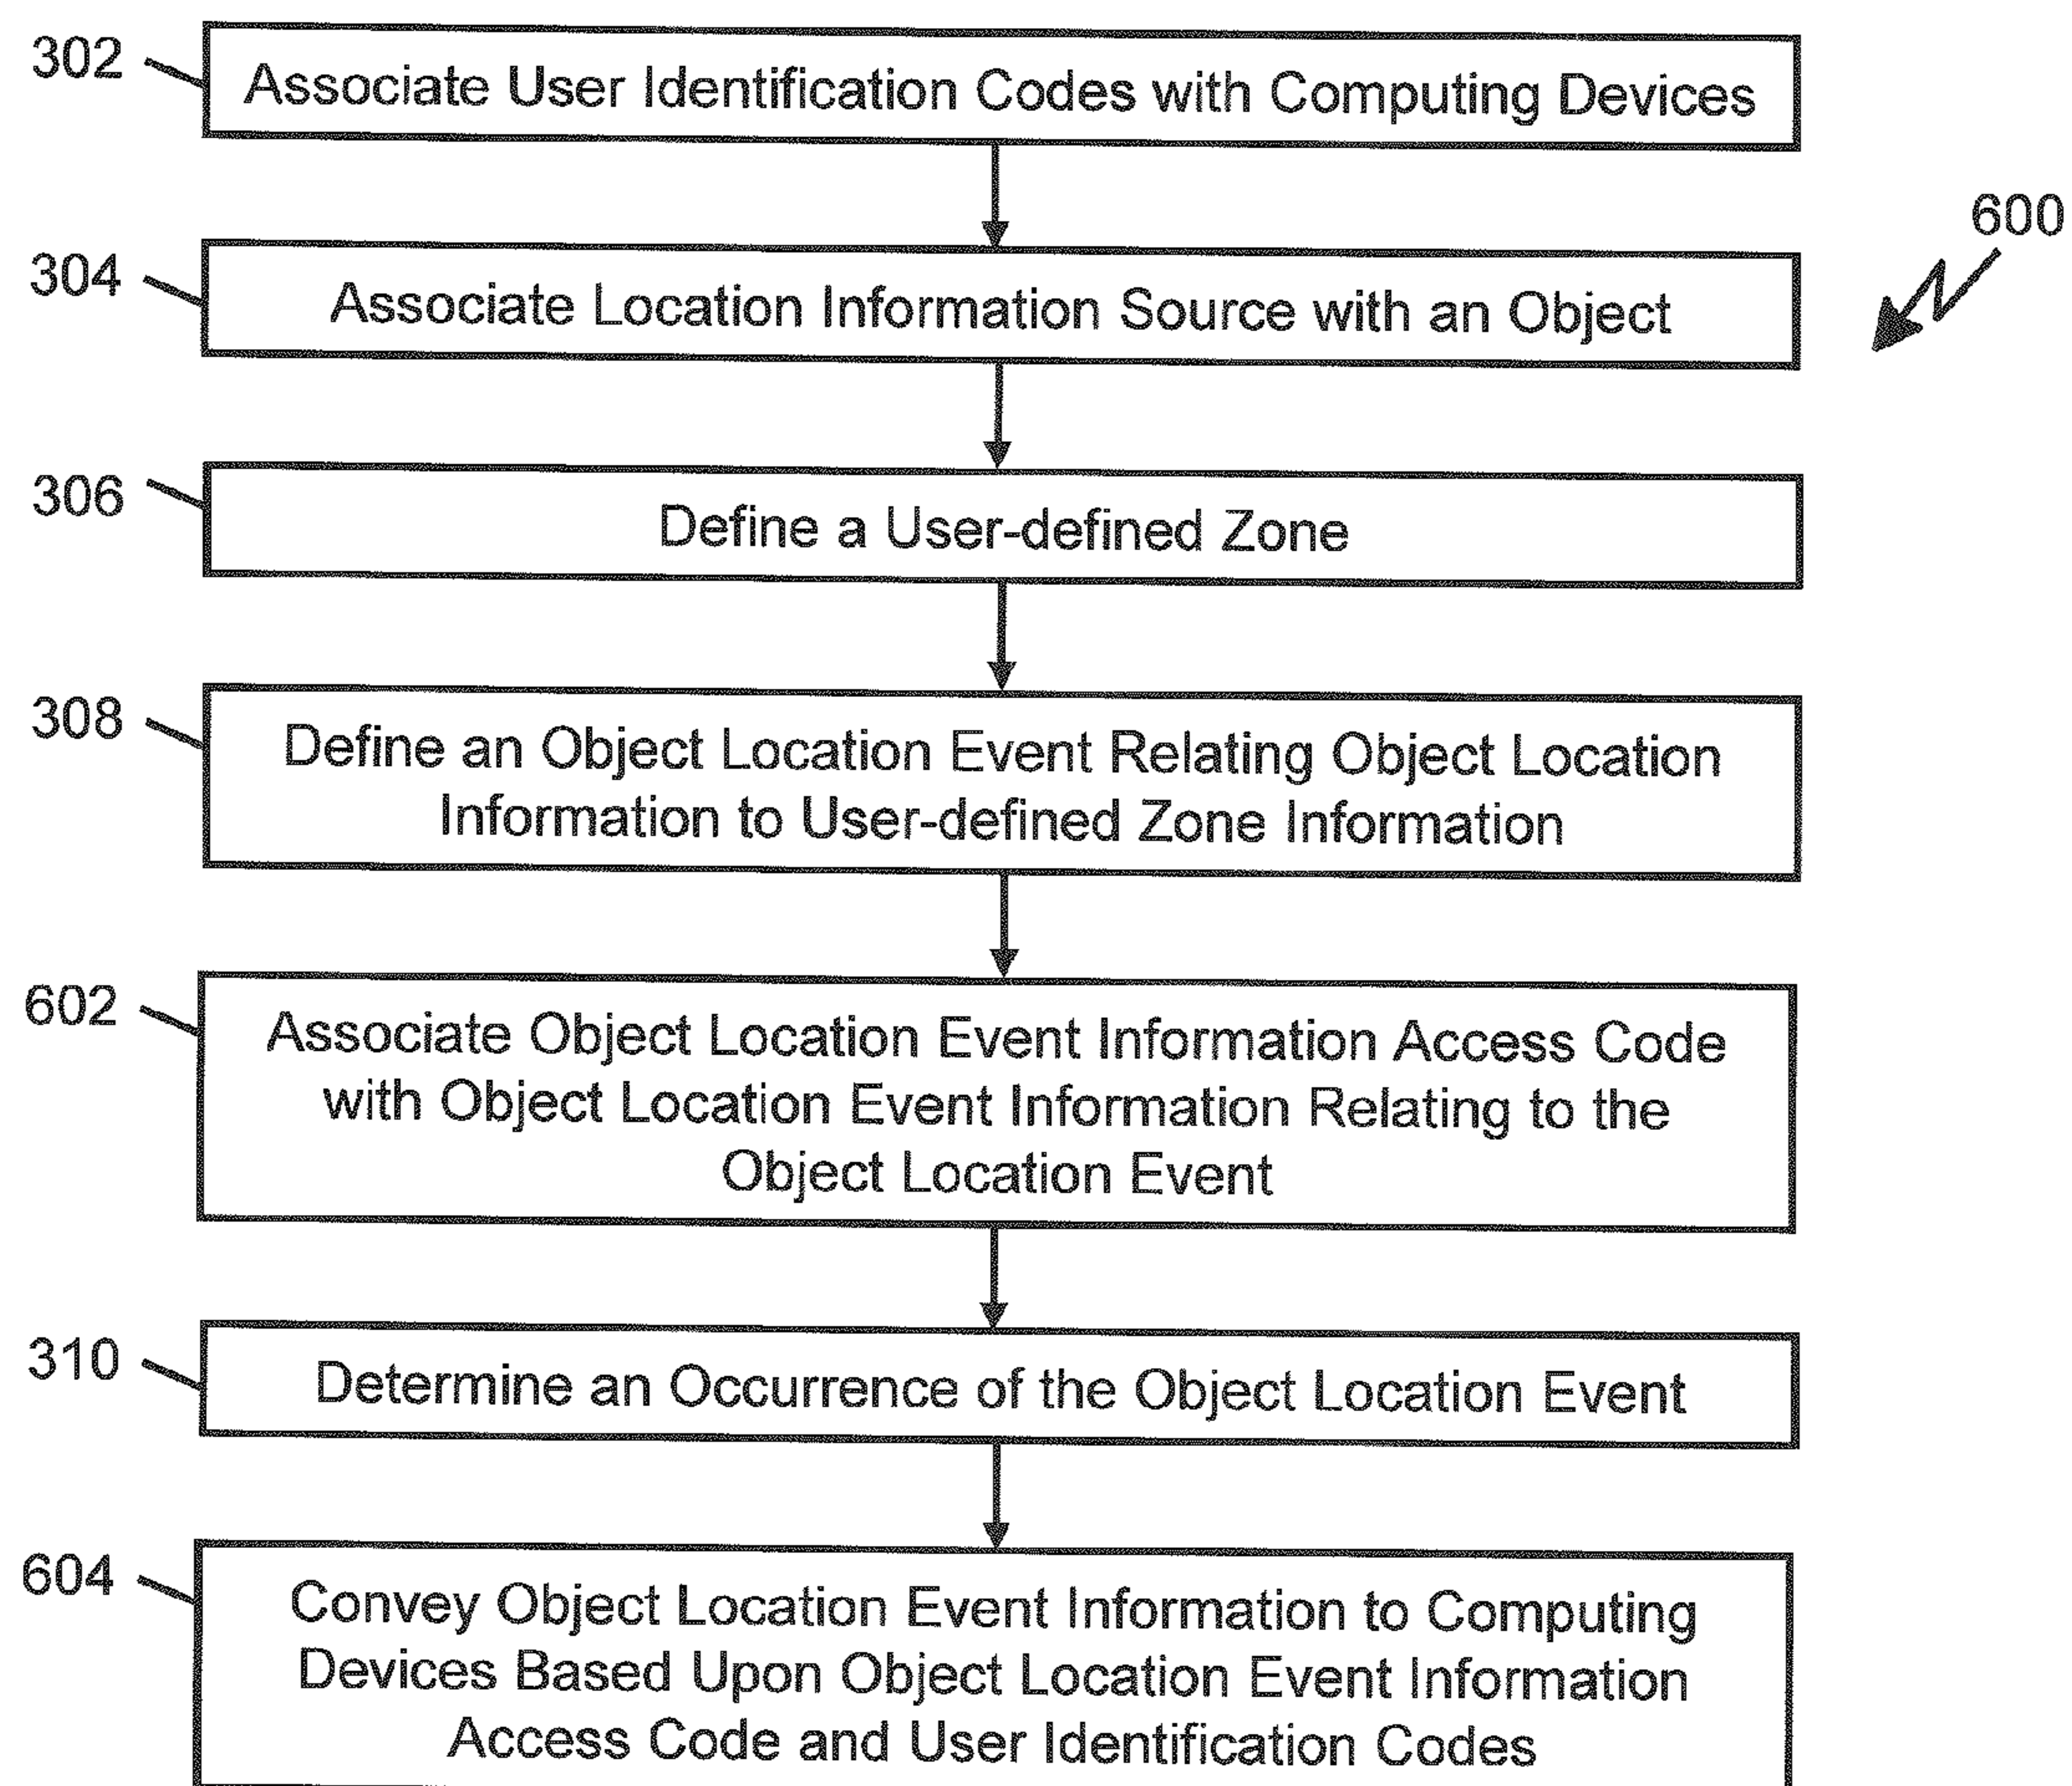 302
Associate User Identification Codes with Computing Devices
600
304
Associate Location Information Source with an Object
306
Define a User-defined Zone
308
Define an Object Location Event Relating Object Location
Information to User-defined Zone Information
602
Associate Object Location Event Information Access Code
with Object Location Event Information Relating to the
Object Location Event
310
Determine an Occurrence of the Object Location Event
604
Convey Object Location Event Information to Computing
Devices Based Upon Object Location Event Information
Access Code and User Identification Codes